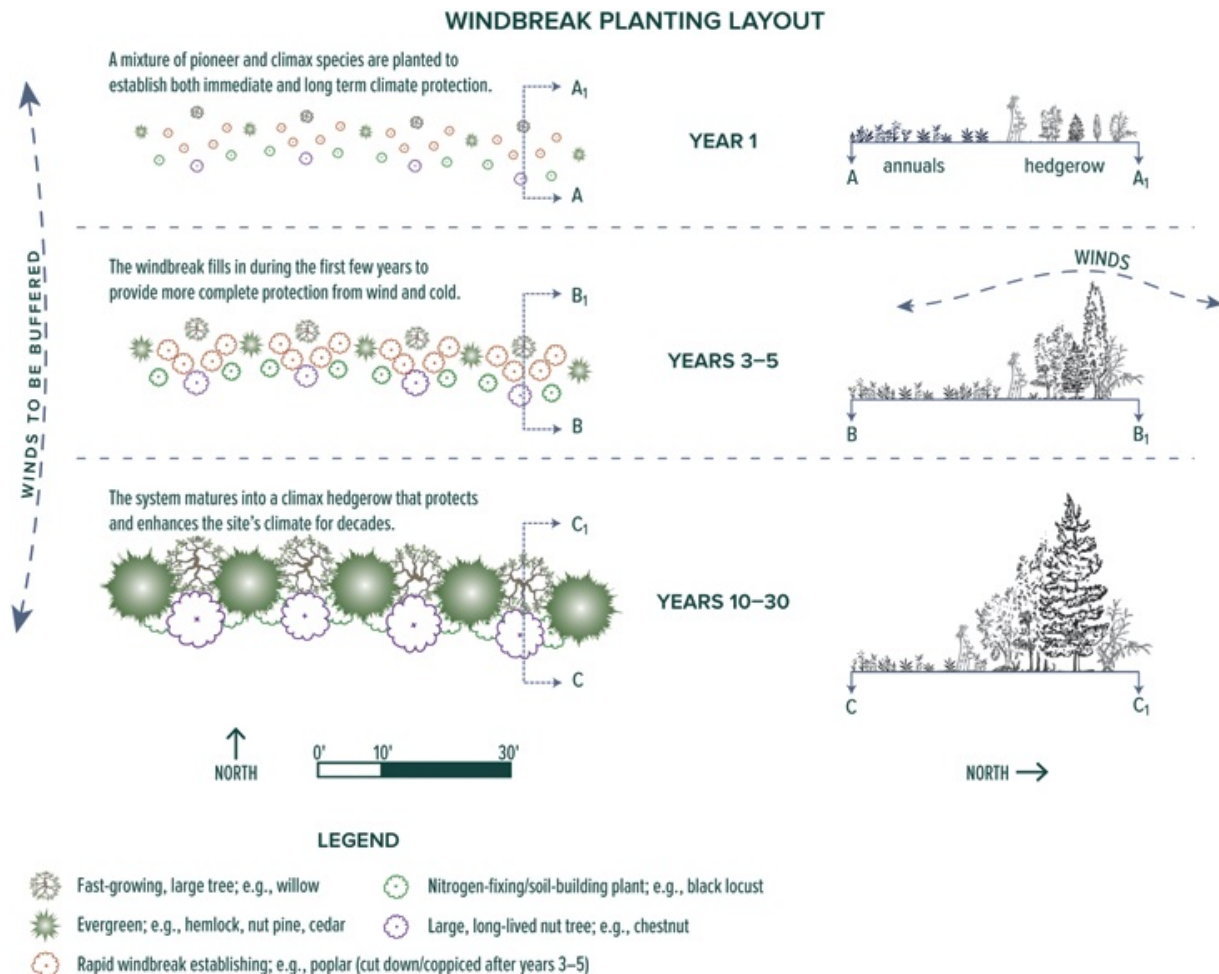 WINDBREAK PLANTING LAYOUT
A mixture of pioneer and climax species are planted to
establish both immediate and long term climate protection.
A1
A
YEAR 1
annuals
hedgerow
A
A1
WINDS TO BE BUFFERED
The windbreak fills in during the first few years to
provide more complete protection from wind and cold.
B1
B
YEARS 3–5
WINDS
B
B1
The system matures into a climax hedgerow that protects
and enhances the site's climate for decades.
C1
C
YEARS 10–30
C
C1
NORTH
0' 10' 30'
NORTH
LEGEND
Fast-growing, large tree; e.g., willow
Nitrogen-fixing/soil-building plant; e.g., black locust
Evergreen; e.g., hemlock, nut pine, cedar
Large, long-lived nut tree; e.g., chestnut
Rapid windbreak establishing; e.g., poplar (cut down/coppiced after years 3–5)